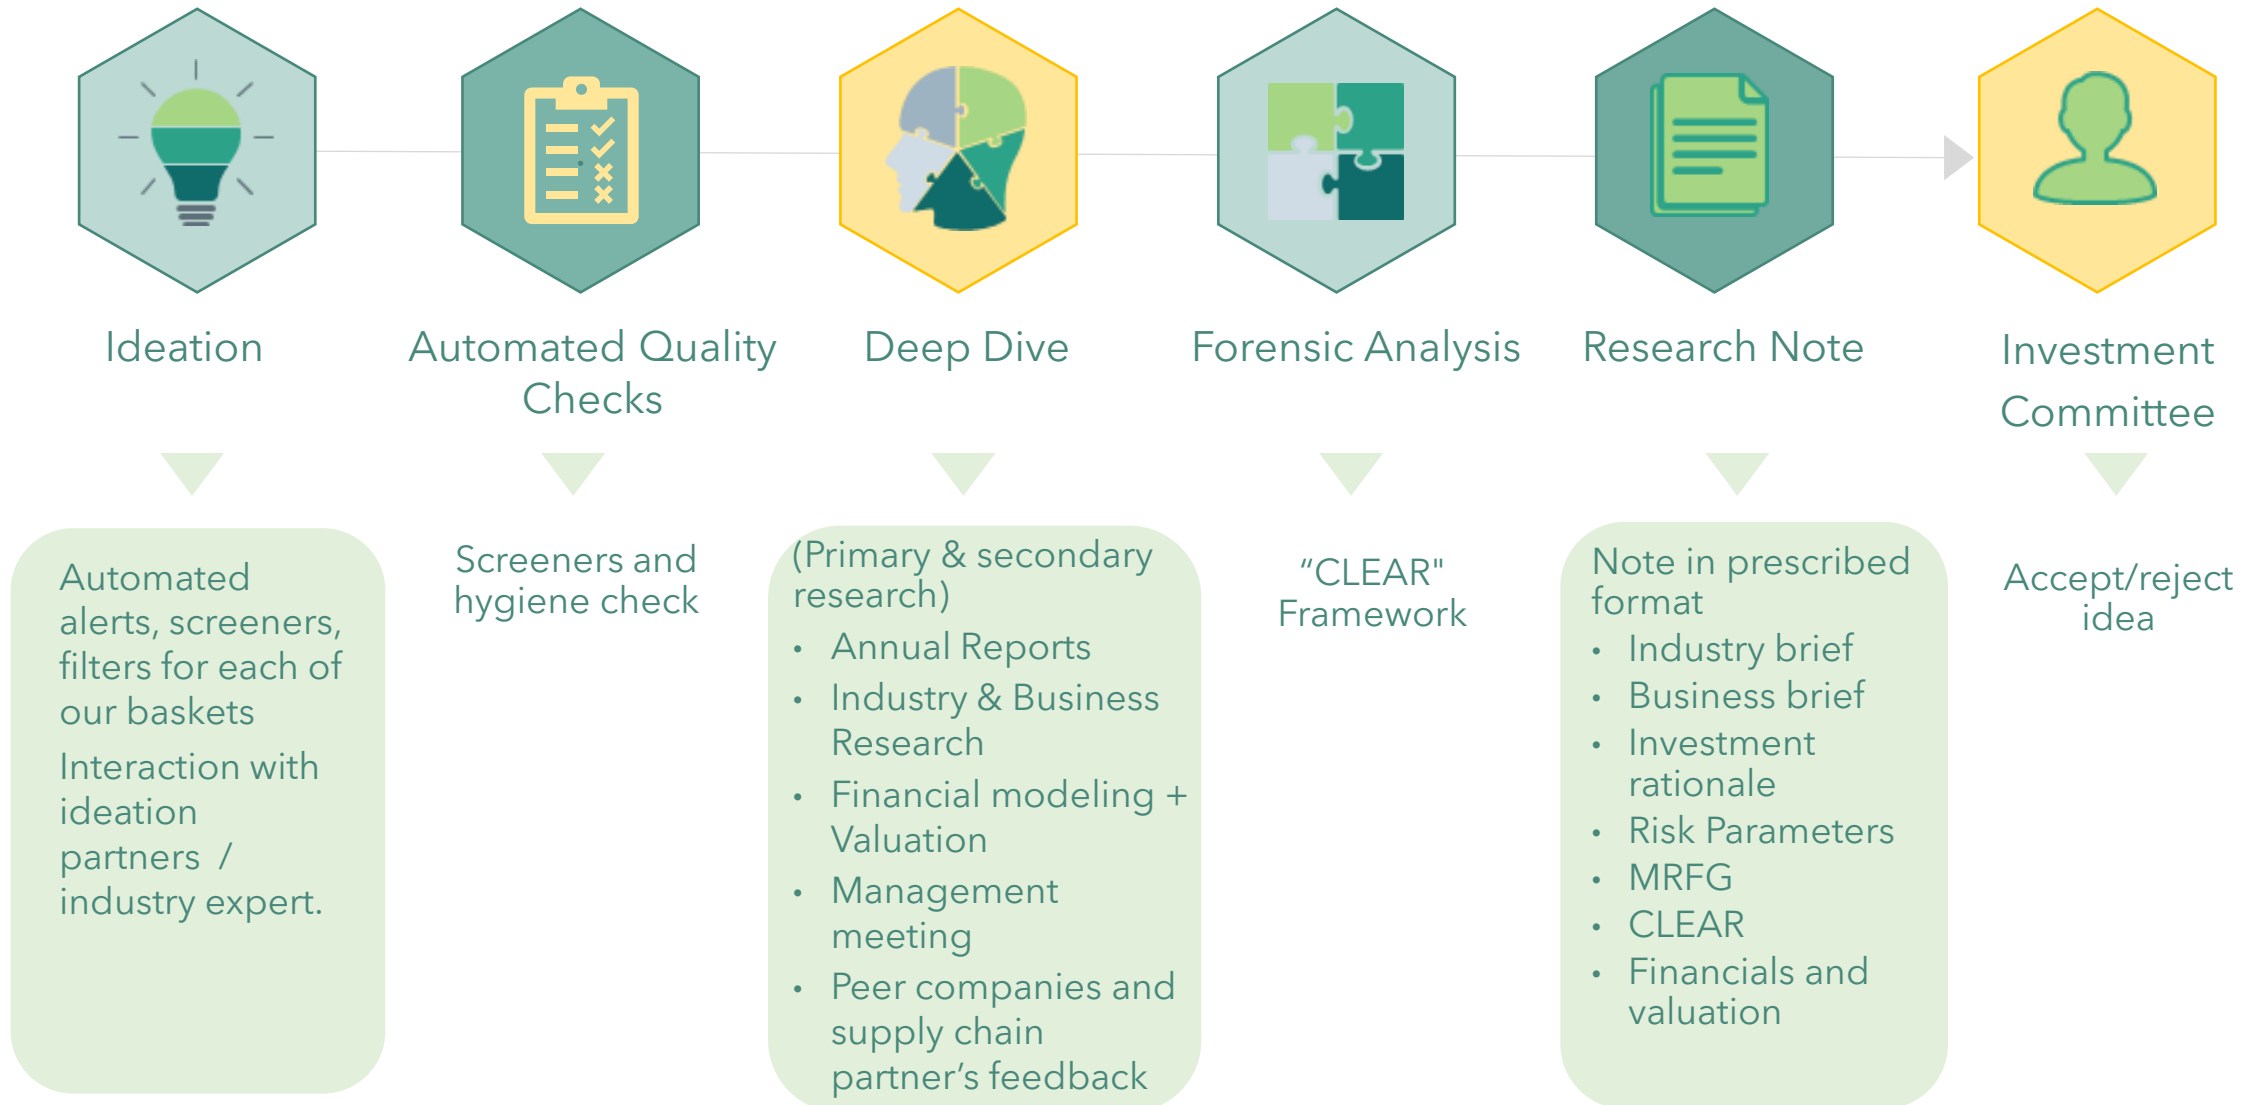 Ideation
Automated Quality
Checks
Deep Dive
Forensic Analysis
Research Note
Investment
Committee
Automated
alerts, screeners,
filters for each of
our baskets
Interaction with
ideation
partners  /
industry expert.
Screeners and
hygiene check
(Primary & secondary
research)
• Annual Reports
• Industry & Business
Research
• Financial modeling +
Valuation
• Management
meeting
• Peer companies and
supply chain
partner’s feedback
“CLEAR"
Framework
Note in prescribed
format
• Industry brief
• Business brief
• Investment
rationale
• Risk Parameters
• MRFG
• CLEAR
• Financials and
valuation
Accept/reject
idea